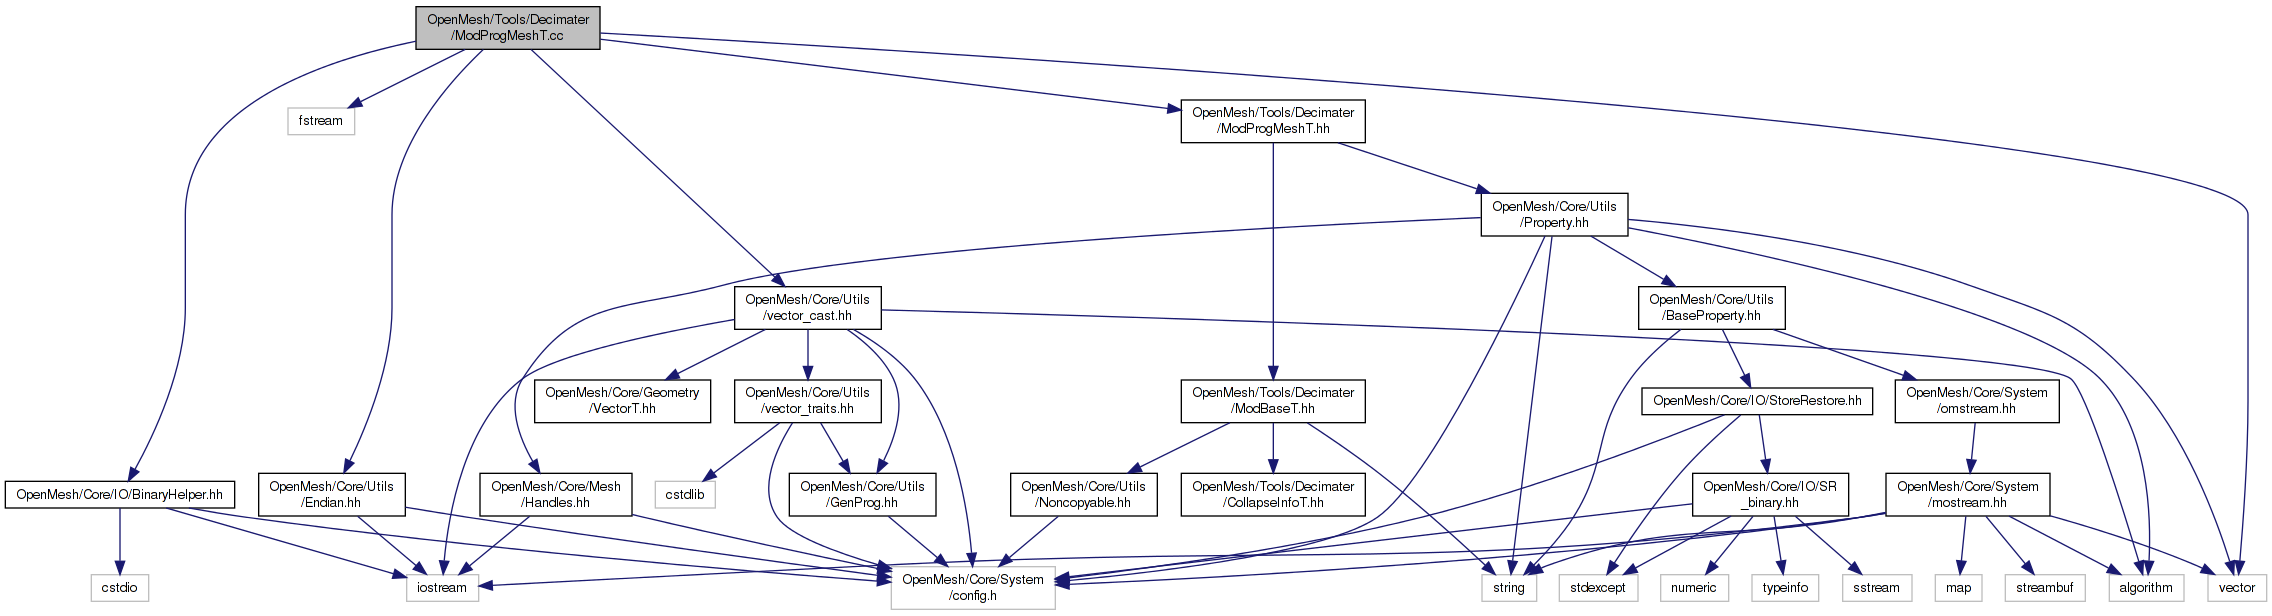 OpenMesh/Tools/Decimater
/ModProgMeshT.cc
fstream
OpenMesh/Tools/Decimater
/ModProgMeshT.hh
OpenMesh/Core/Utils
/Property.hh
OpenMesh/Core/Utils
/vector_cast.hh
OpenMesh/Core/Utils
/BaseProperty.hh
OpenMesh/Core/Geometry
/VectorT.hh
OpenMesh/Core/Utils
/vector_traits.hh
OpenMesh/Tools/Decimater
/ModBaseT.hh
OpenMesh/Core/IO/StoreRestore.hh
OpenMesh/Core/System
/omstream.hh
OpenMesh/Core/IO/BinaryHelper.hh
OpenMesh/Core/Utils
/Endian.hh
OpenMesh/Core/Mesh
/Handles.hh
cstdlib
OpenMesh/Core/Utils
/GenProg.hh
OpenMesh/Core/Utils
/Noncopyable.hh
OpenMesh/Tools/Decimater
/CollapseInfoT.hh
OpenMesh/Core/IO/SR
_binary.hh
OpenMesh/Core/System
/mostream.hh
cstdio
iostream
OpenMesh/Core/System
/config.h
string
stdexcept
numeric
typeinfo
sstream
map
streambuf
algorithm
vector